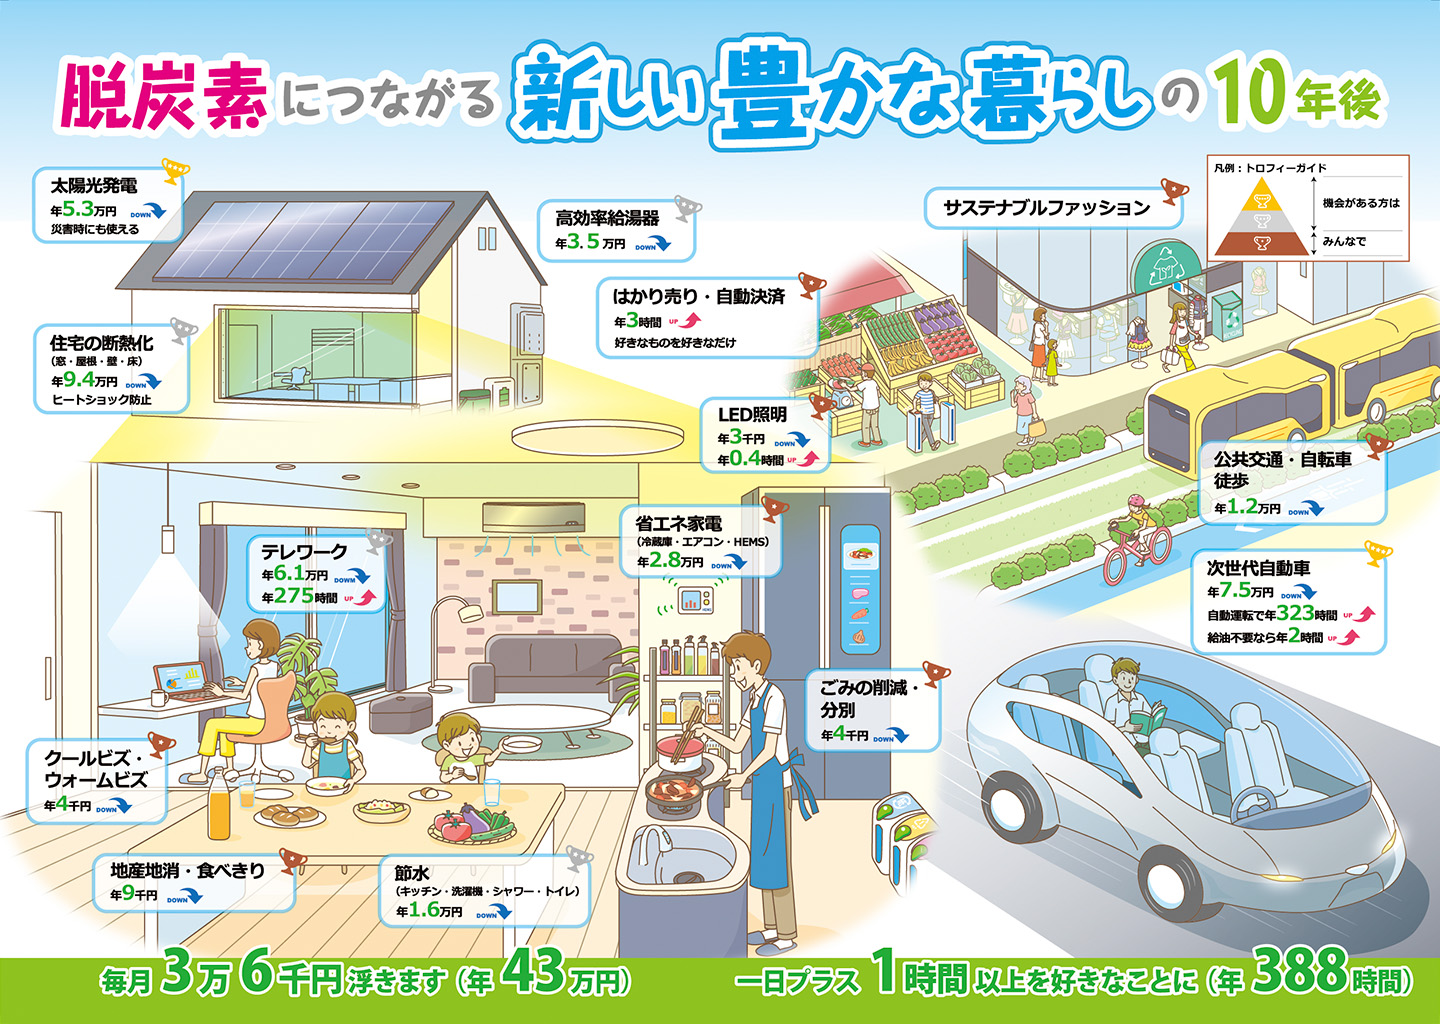 脱炭素につながる 新しい豊かな暮らしの10年後
太陽光発電
年5.3万円 DOWN
災害時にも使える
高効率給湯器
年3.5万円 DOWN
サステナブルファッション
凡例：トロフィーガイド
機会がある方は
みんなで
はかり売り・自動決済
年3時間 UP
好きなものを好きなだけ
住宅の断熱化
（窓・屋根・壁・床）
年9.4万円 DOWN
ヒートショック防止
LED照明
年3千円 DOWN
年0.4時間 UP
公共交通・自転車
徒歩
年1.2万円 DOWN
省エネ家電
（冷蔵庫・エアコン・HEMS）
年2.8万円 DOWN
テレワーク
年6.1万円 DOWN
年275時間 UP
次世代自動車
年7.5万円 DOWN
自動運転で年323時間 UP
給油不要なら年2時間 UP
HEMS
ごみの削減・
分別
年4千円 DOWN
クールビズ・
ウォームビズ
年4千円 DOWN
地産地消・食べきり
年9千円 DOWN
節水
（キッチン・洗濯機・シャワー・トイレ）
年1.6万円 DOWN
毎月3万6千円浮きます（年43万円）
一日プラス1時間以上を好きなことに（年388時間）